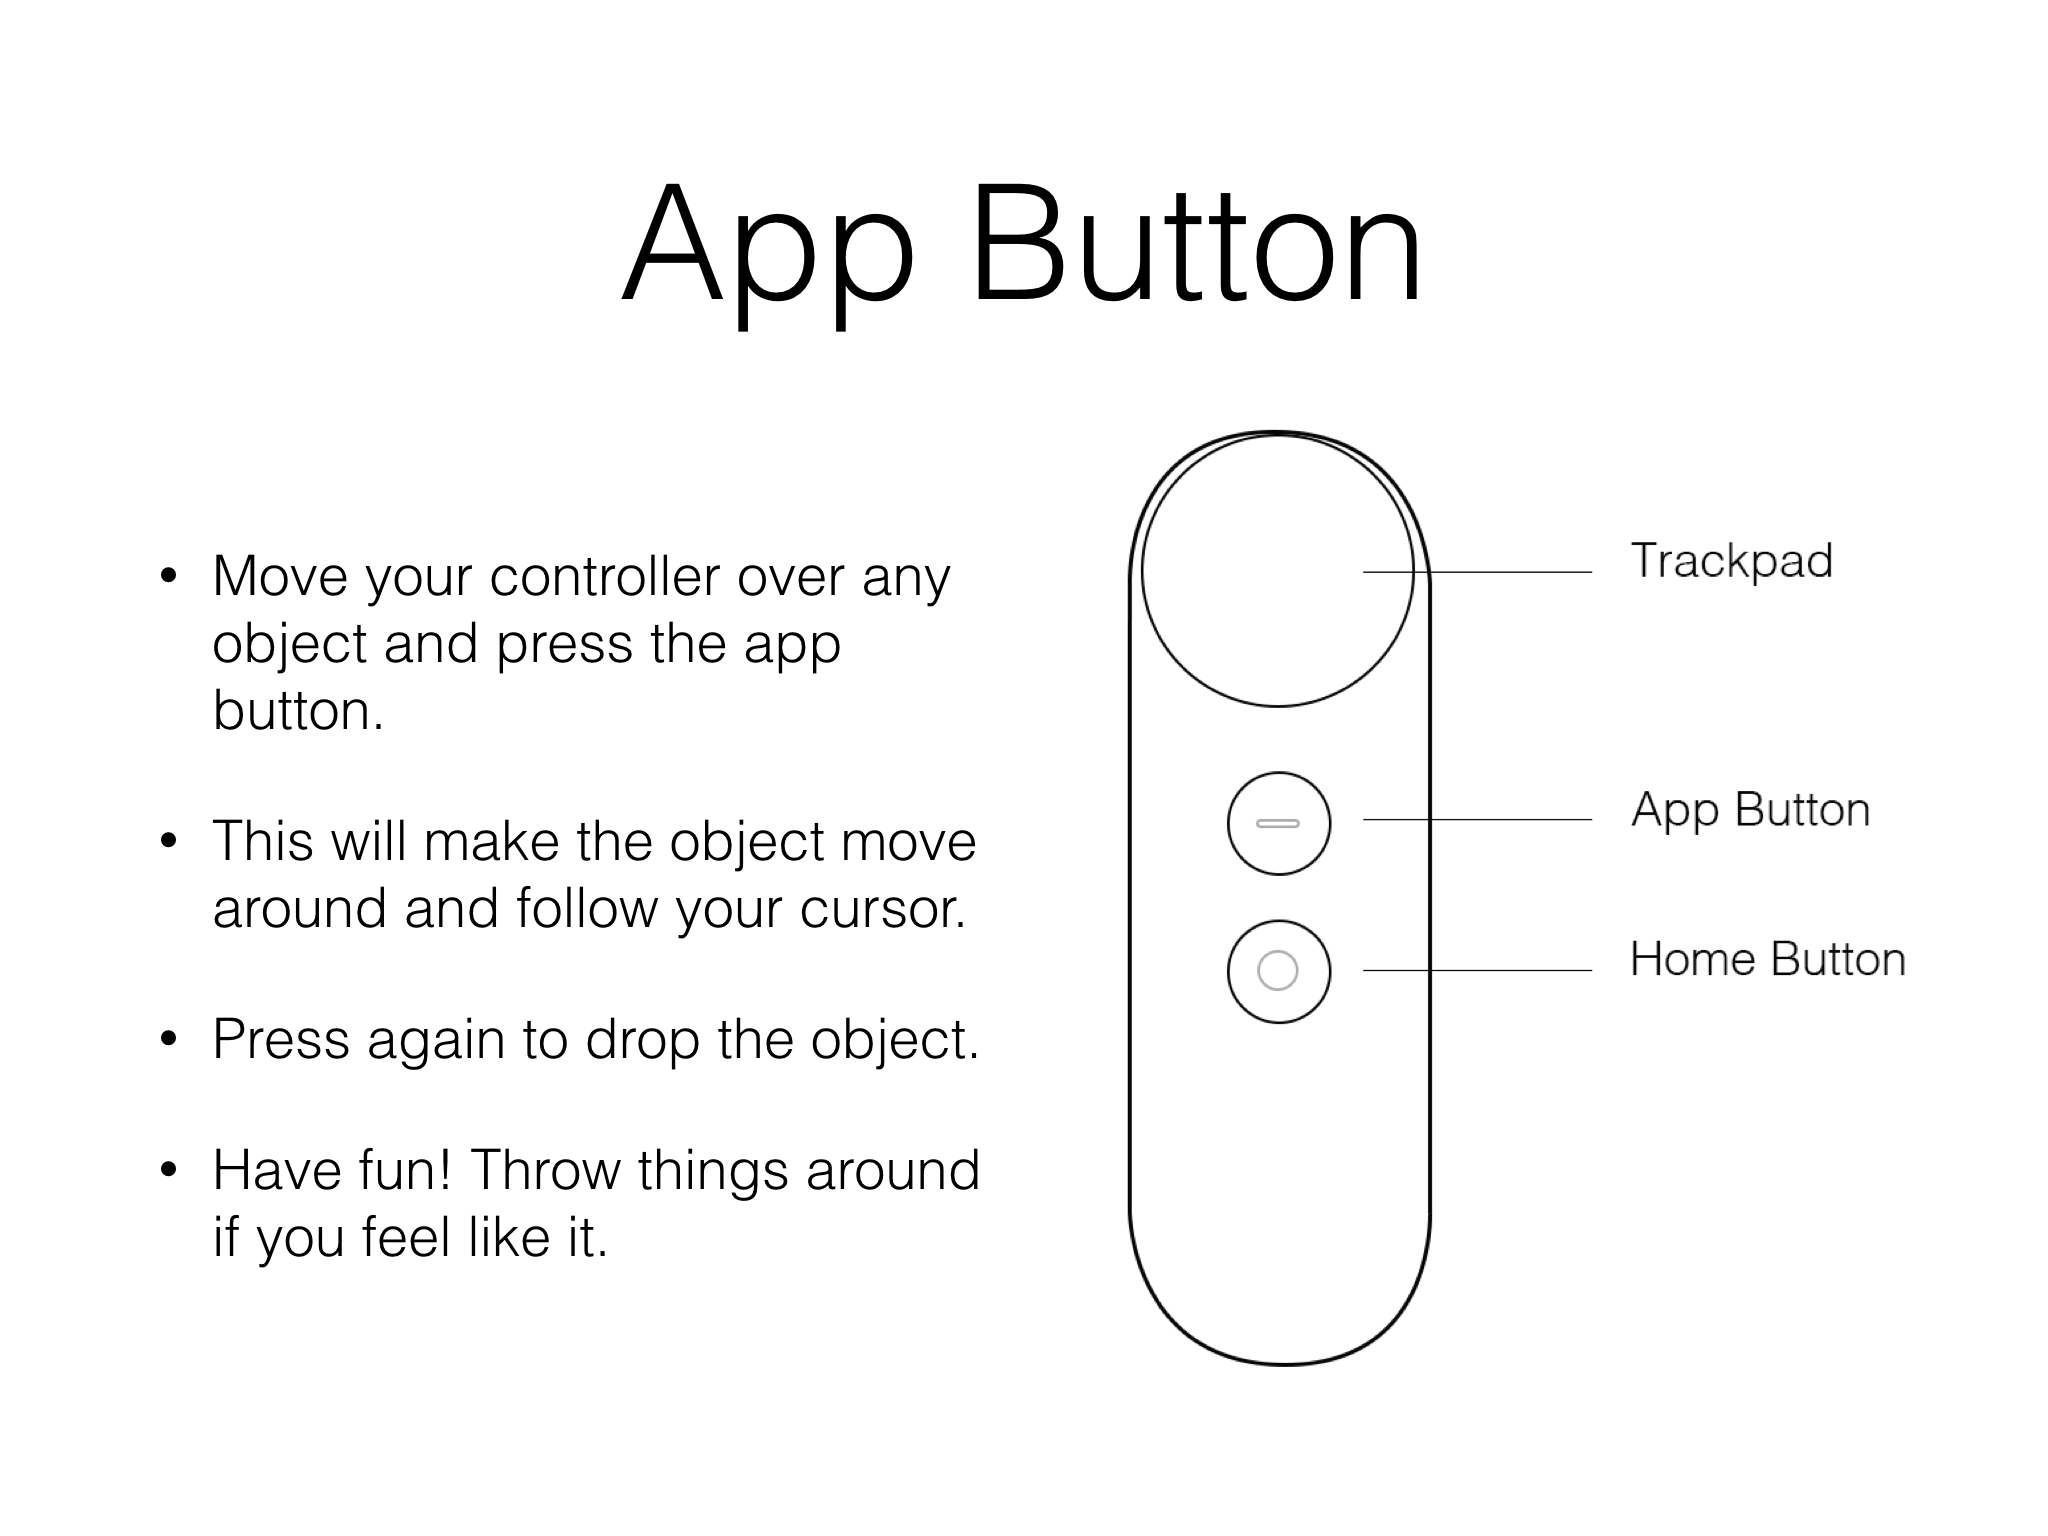 App Button
• Move your controller over any
object and press the app
button.
• This will make the object move
around and follow your cursor.
• Press again to drop the object.
• Have fun! Throw things around
if you feel like it.
Trackpad
App Button
Home Button